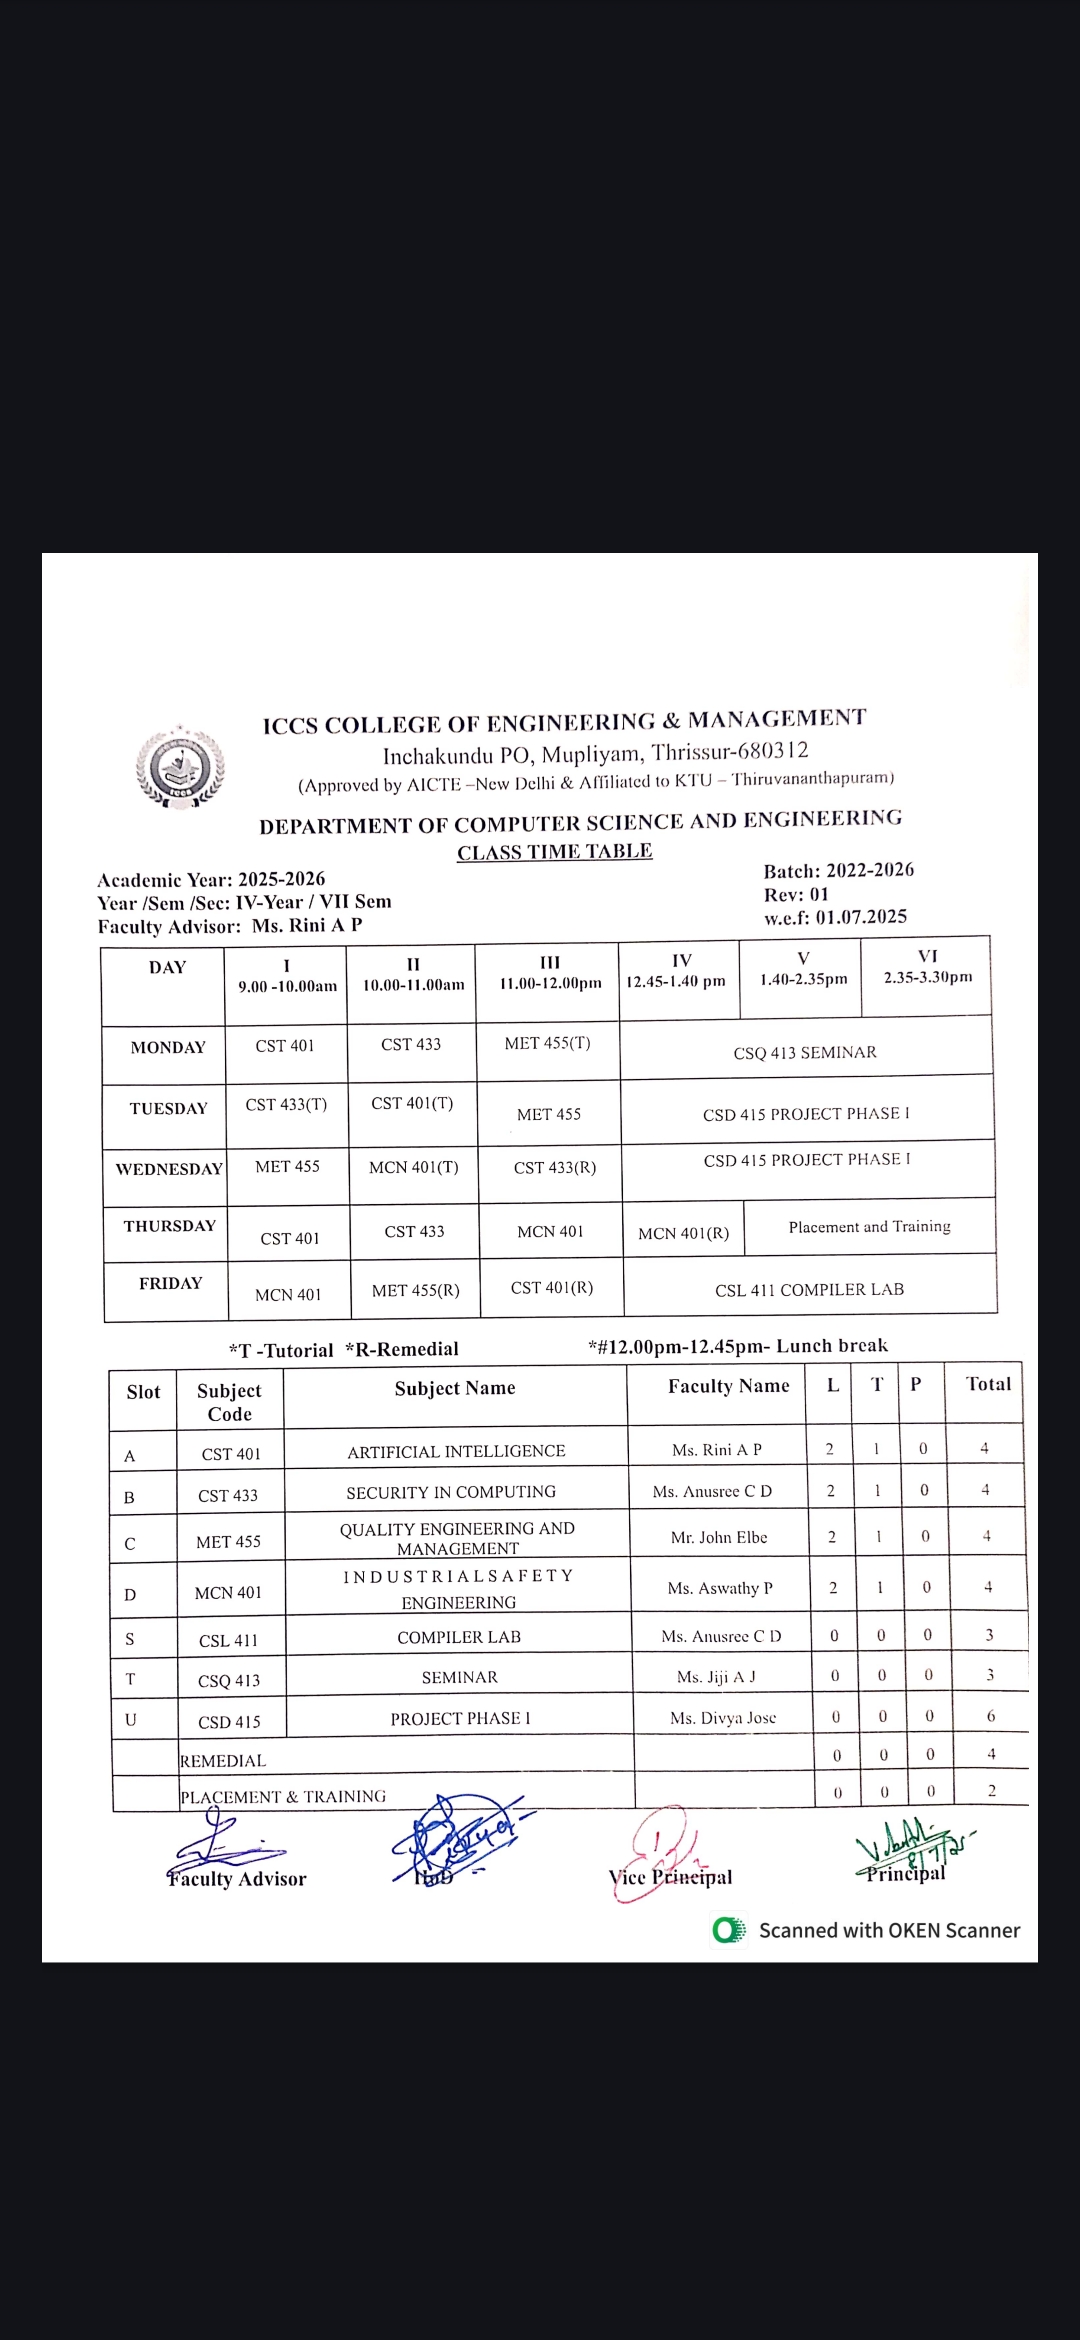 ICCS COLLEGE OF ENGINEERING & MANAGEMENT
Inchakundu PO, Mupliyam, Thrissur-680312
(Approved by AICTE –New Delhi & Affiliated to KTU – Thiruvananthapuram)
DEPARTMENT OF COMPUTER SCIENCE AND ENGINEERING
CLASS TIME TABLE
Academic Year: 2025-2026 Batch: 2022-2026
Year /Sem /Sec: IV-Year / VII Sem Rev: 01
Faculty Advisor: Ms. Rini A P w.e.f: 01.07.2025
DAY I II III IV V VI
9.00 -10.00am 10.00-11.00am 11.00-12.00pm 12.45-1.40 pm 1.40-2.35pm 2.35-3.30pm
MONDAY CST 401 CST 433 MET 455(T) CSQ 413 SEMINAR
TUESDAY CST 433(T) CST 401(T) MET 455 CSD 415 PROJECT PHASE I
WEDNESDAY MET 455 MCN 401(T) CST 433(R) CSD 415 PROJECT PHASE I
THURSDAY CST 401 CST 433 MCN 401 MCN 401(R) Placement and Training
FRIDAY MCN 401 MET 455(R) CST 401(R) CSL 411 COMPILER LAB
*T -Tutorial *R-Remedial *#12.00pm-12.45pm- Lunch break
Slot Subject Code Subject Name Faculty Name L T P Total
A CST 401 ARTIFICIAL INTELLIGENCE Ms. Rini A P 2 1 0 4
B CST 433 SECURITY IN COMPUTING Ms. Anusree C D 2 1 0 4
C MET 455 QUALITY ENGINEERING AND MANAGEMENT Mr. John Elbe 2 1 0 4
D MCN 401 INDUSTRIALSAFETY ENGINEERING Ms. Aswathy P 2 1 0 4
S CSL 411 COMPILER LAB Ms. Anusree C D 0 0 0 3
T CSQ 413 SEMINAR Ms. Jiji A J 0 0 0 3
U CSD 415 PROJECT PHASE I Ms. Divya Jose 0 0 0 6
REMEDIAL 0 0 0 4
PLACEMENT & TRAINING 0 0 0 2
8/7/25
Faculty Advisor HoD Vice Principal Principal
Scanned with OKEN Scanner